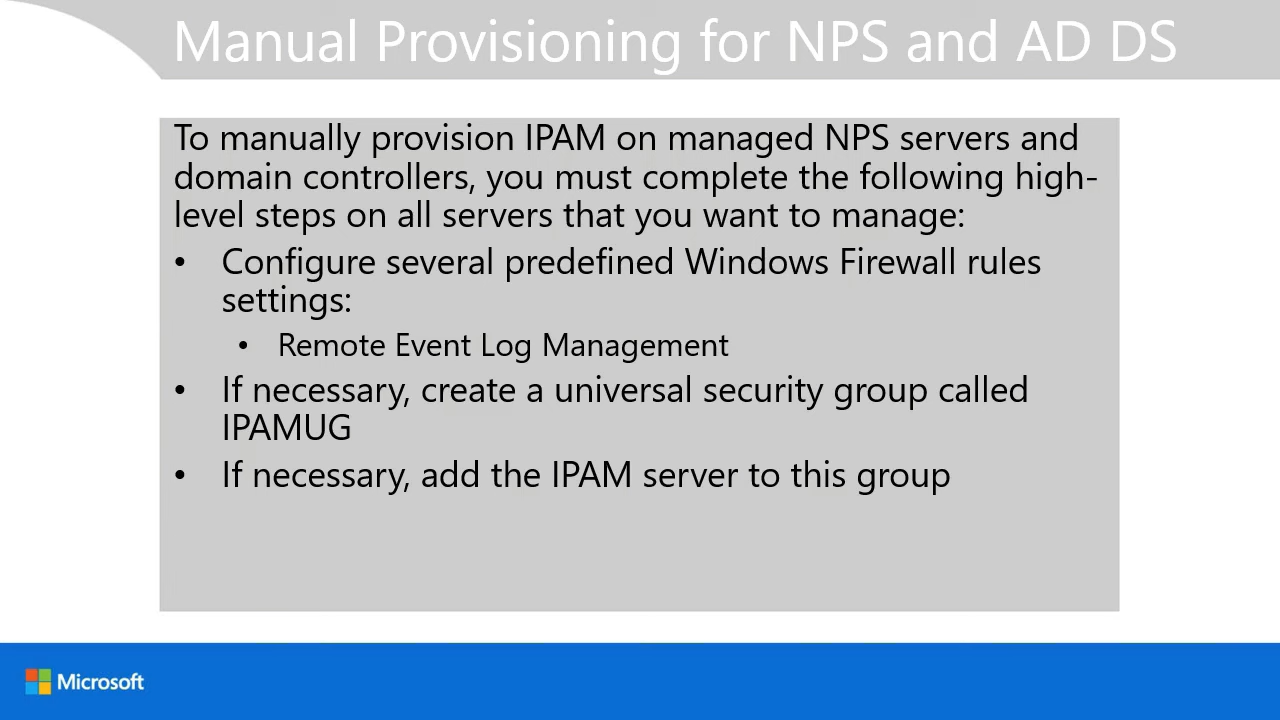 Manual Provisioning for NPS and AD DS
To manually provision IPAM on managed NPS servers and
domain controllers, you must complete the following high-
level steps on all servers that you want to manage:
• Configure several predefined Windows Firewall rules
settings:
• Remote Event Log Management
• If necessary, create a universal security group called
IPAMUG
• If necessary, add the IPAM server to this group
Microsoft